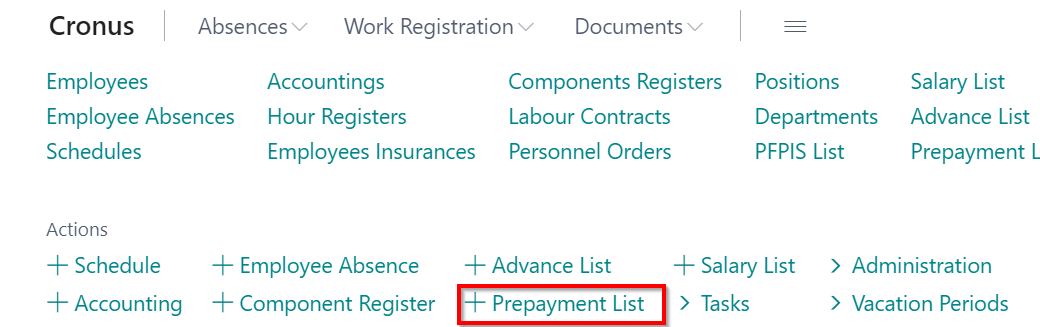 Cronus Absences Work Registration Documents
Employees Accountings Components Registers Positions Salary List
Employee Absences Hour Registers Labour Contracts Departments Advance List
Schedules Employees Insurances Personnel Orders PFPIS List Prepayment L
Actions
+ Schedule + Employee Absence + Advance List + Salary List > Administration
+ Accounting + Component Register + Prepayment List > Tasks > Vacation Periods